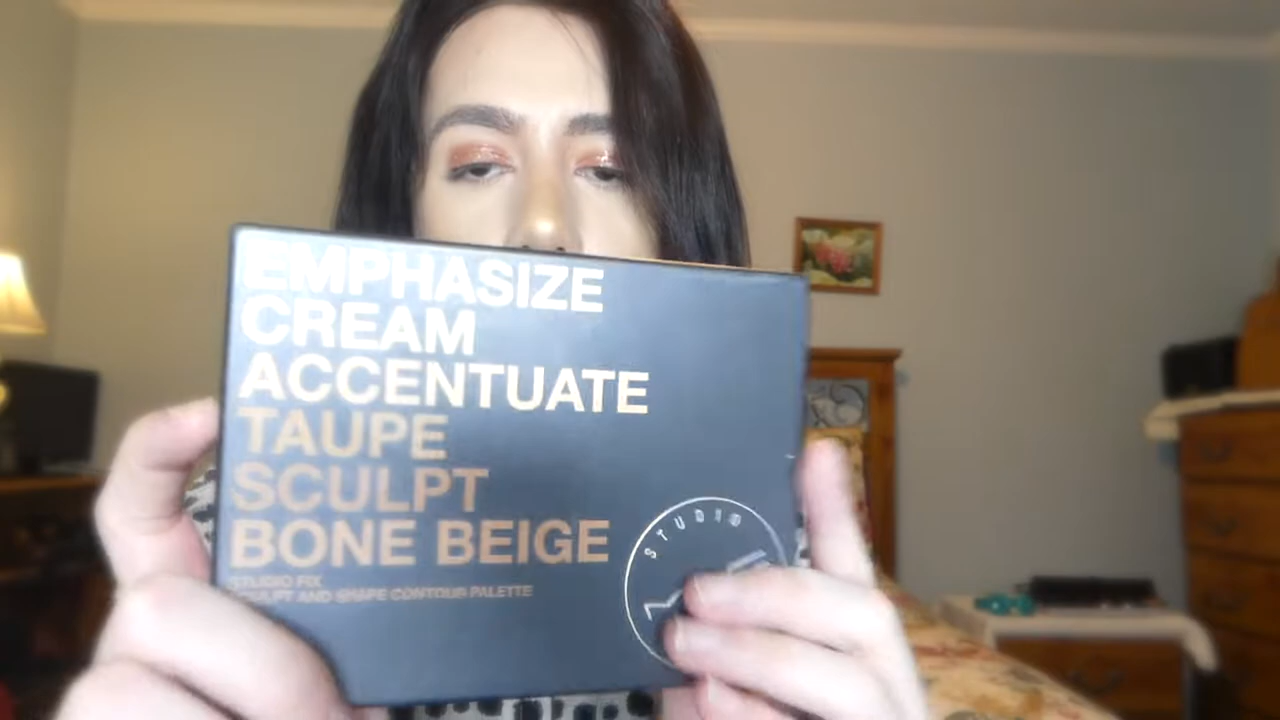 EMPHASIZE
CREAM
ACCENTUATE
TAUPE
SCULPT
BONE BEIGE
STUDIO FIX
SCULPT AND SHAPE CONTOUR PALETTE
STUDIO